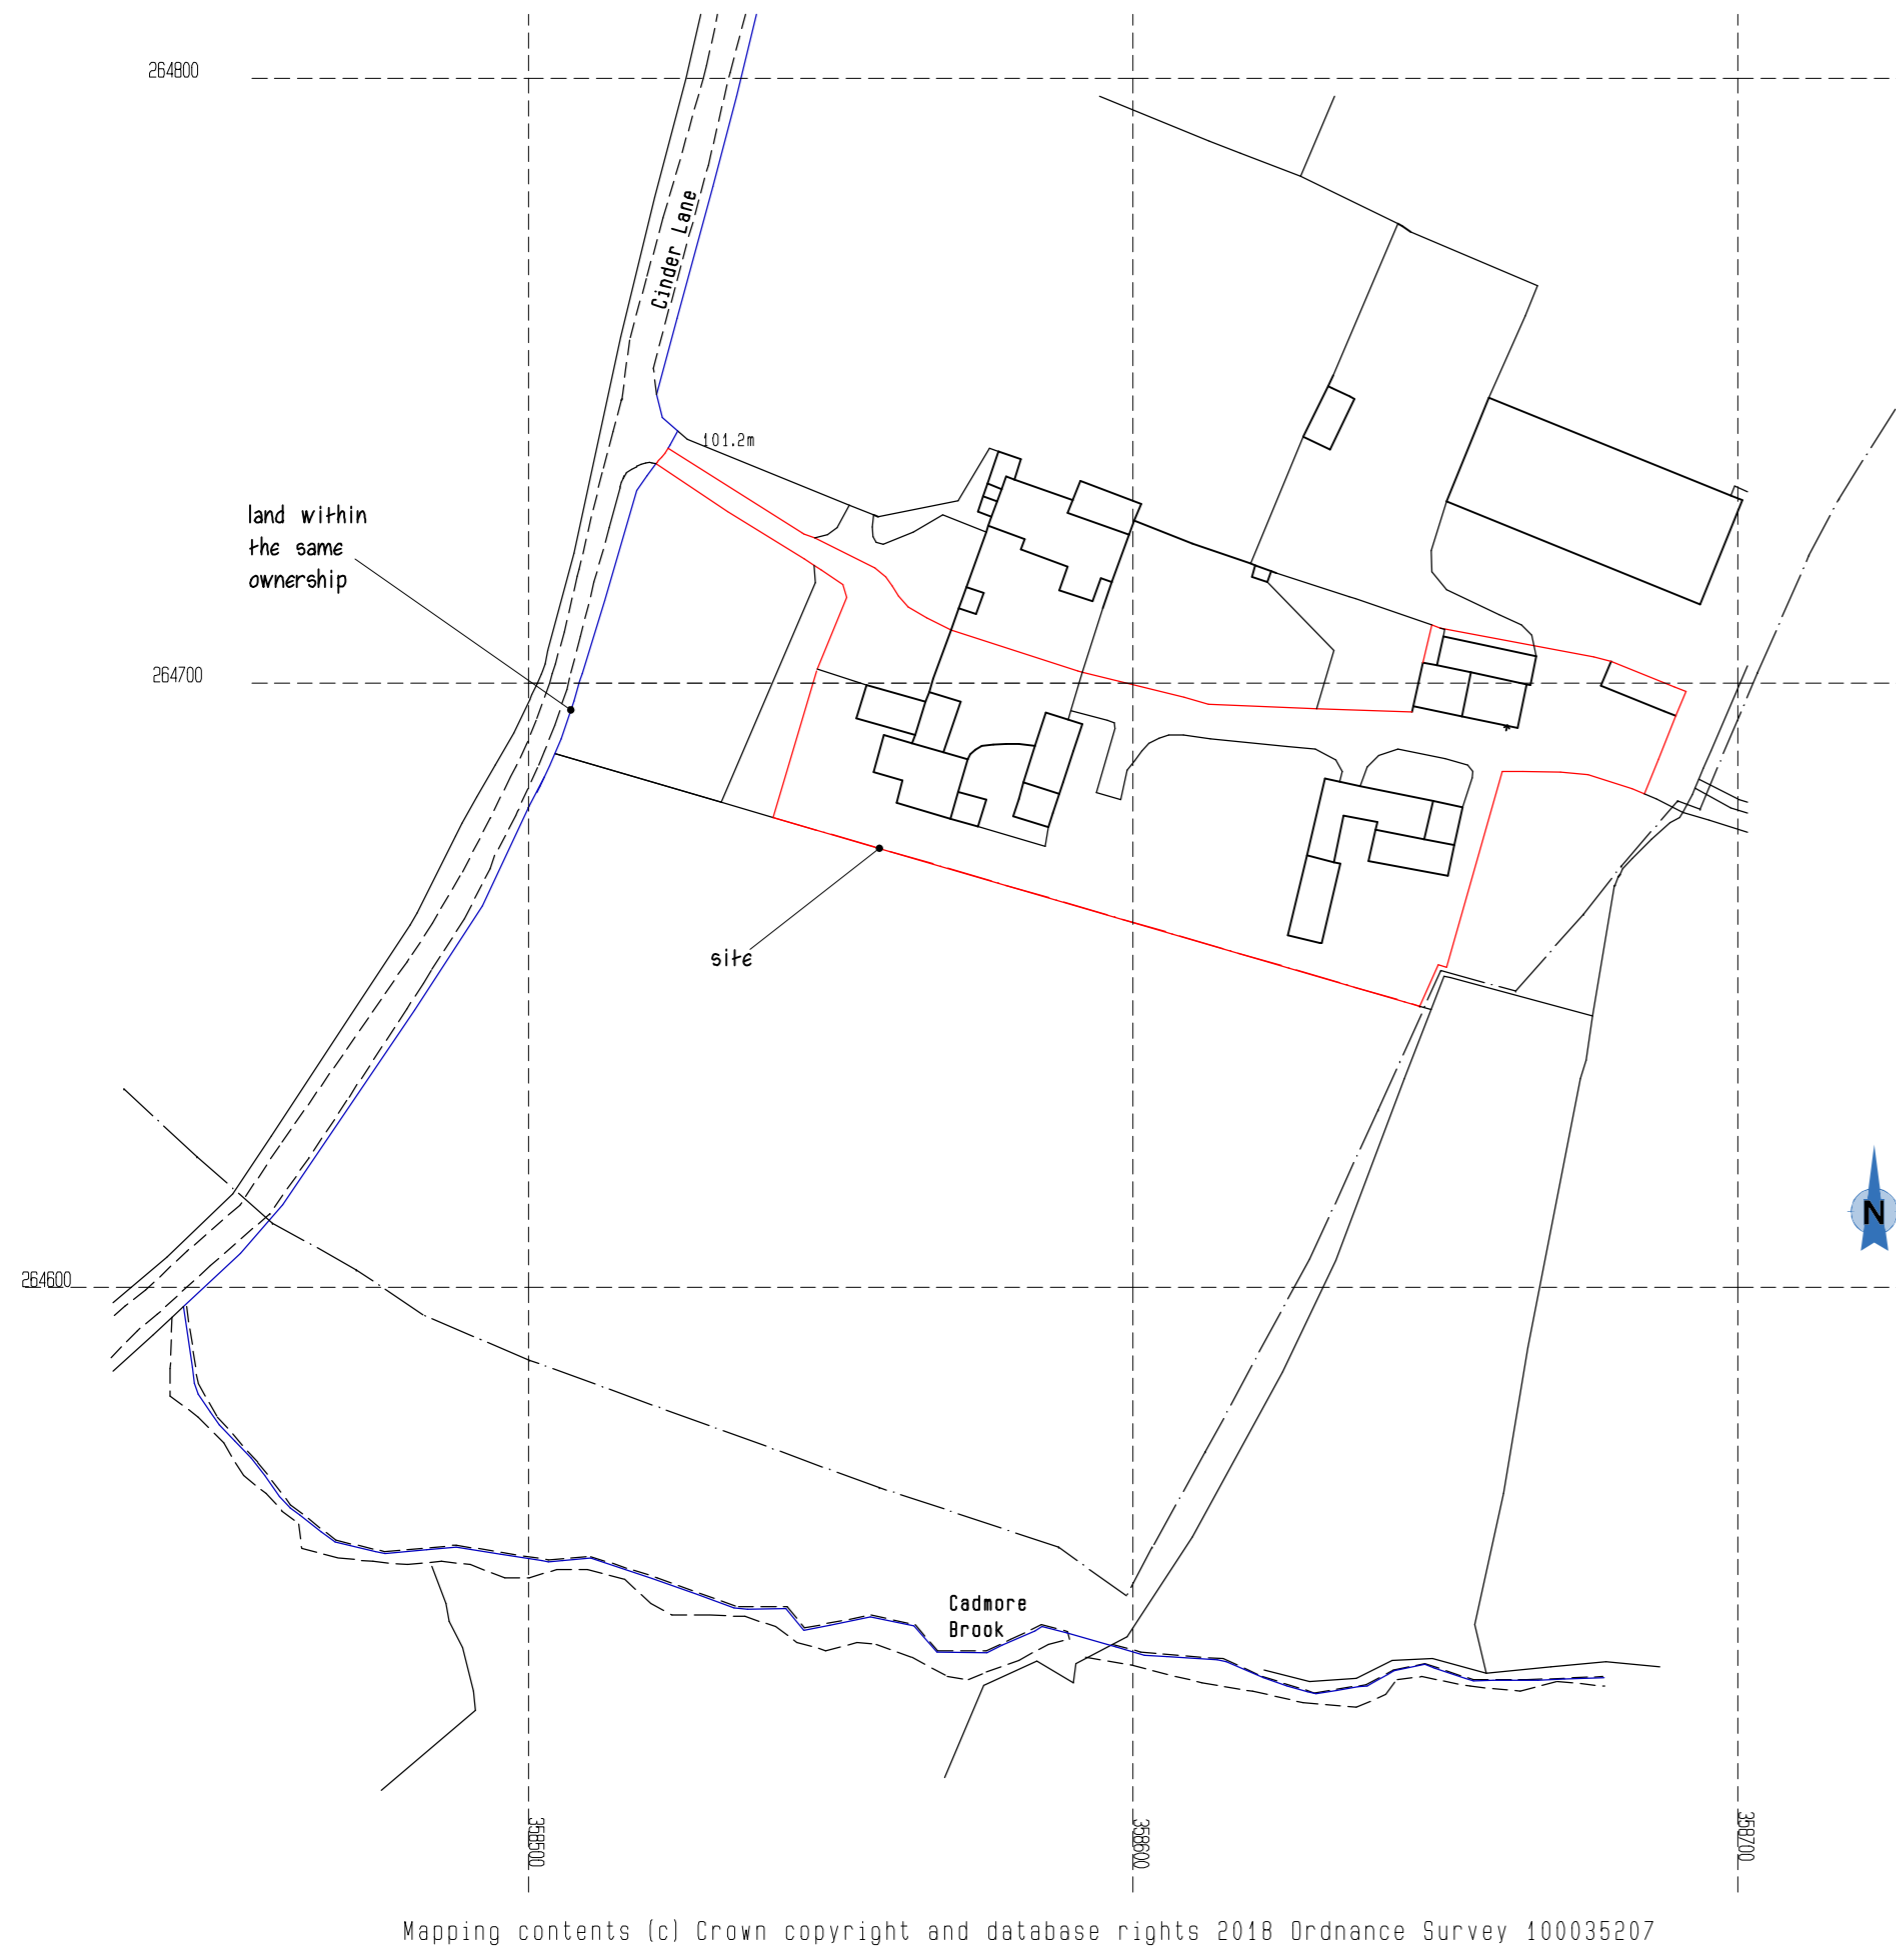 264800
Cinder Lane
101.2m
land within
the same
ownership
264700
site
N
264600
Cadmore
Brook
358500
358600
358700
Mapping contents (c) Crown copyright and database rights 2018 Ordnance Survey 100035207